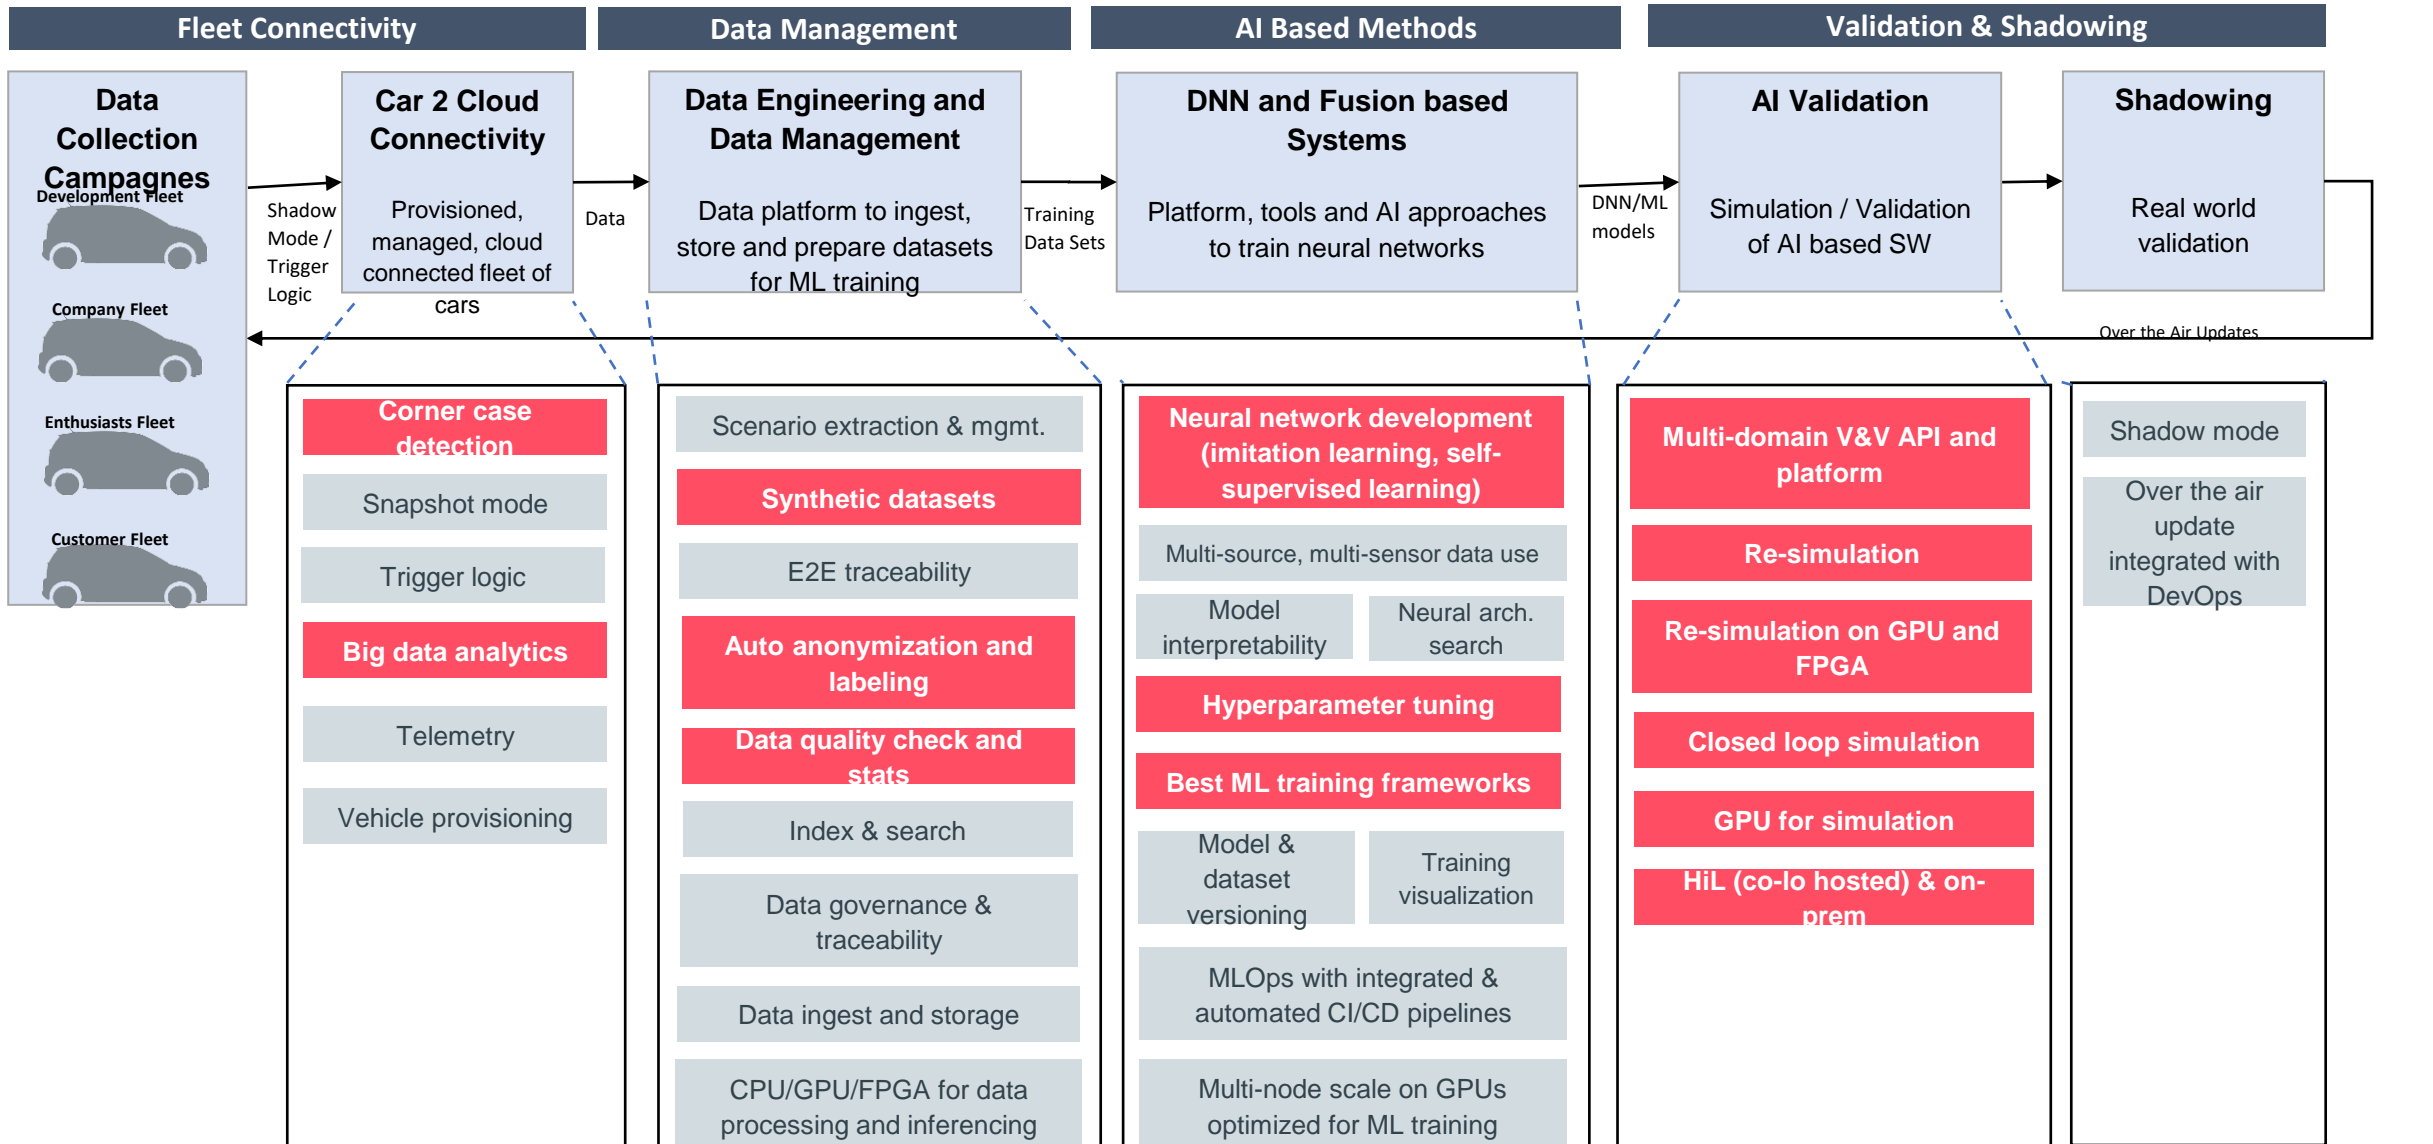 Fleet Connectivity
Data Management
AI Based Methods
Validation & Shadowing
Data
Collection
Campagnes
Development Fleet
Company Fleet
Enthusiasts Fleet
Customer Fleet
Shadow
Mode /
Trigger
Logic
Car 2 Cloud
Connectivity
Provisioned,
managed, cloud
connected fleet of
cars
Data
Data Engineering and
Data Management
Data platform to ingest,
store and prepare datasets
for ML training
Training
Data Sets
DNN and Fusion based
Systems
Platform, tools and AI approaches
to train neural networks
DNN/ML
models
AI Validation
Simulation / Validation
of AI based SW
Shadowing
Real world
validation
Over the Air Updates
Corner case
detection
Snapshot mode
Trigger logic
Big data analytics
Telemetry
Vehicle provisioning
Scenario extraction & mgmt.
Synthetic datasets
E2E traceability
Auto anonymization and
labeling
Data quality check and
stats
Index & search
Data governance &
traceability
Data ingest and storage
CPU/GPU/FPGA for data
processing and inferencing
Neural network development
(imitation learning, self-
supervised learning)
Multi-source, multi-sensor data use
Model
interpretability
Neural arch.
search
Hyperparameter tuning
Best ML training frameworks
Model &
dataset
versioning
Training
visualization
MLOps with integrated &
automated CI/CD pipelines
Multi-node scale on GPUs
optimized for ML training
Multi-domain V&V API and
platform
Re-simulation
Re-simulation on GPU and
FPGA
Closed loop simulation
GPU for simulation
HiL (co-lo hosted) & on-
prem
Shadow mode
Over the air
update
integrated with
DevOps